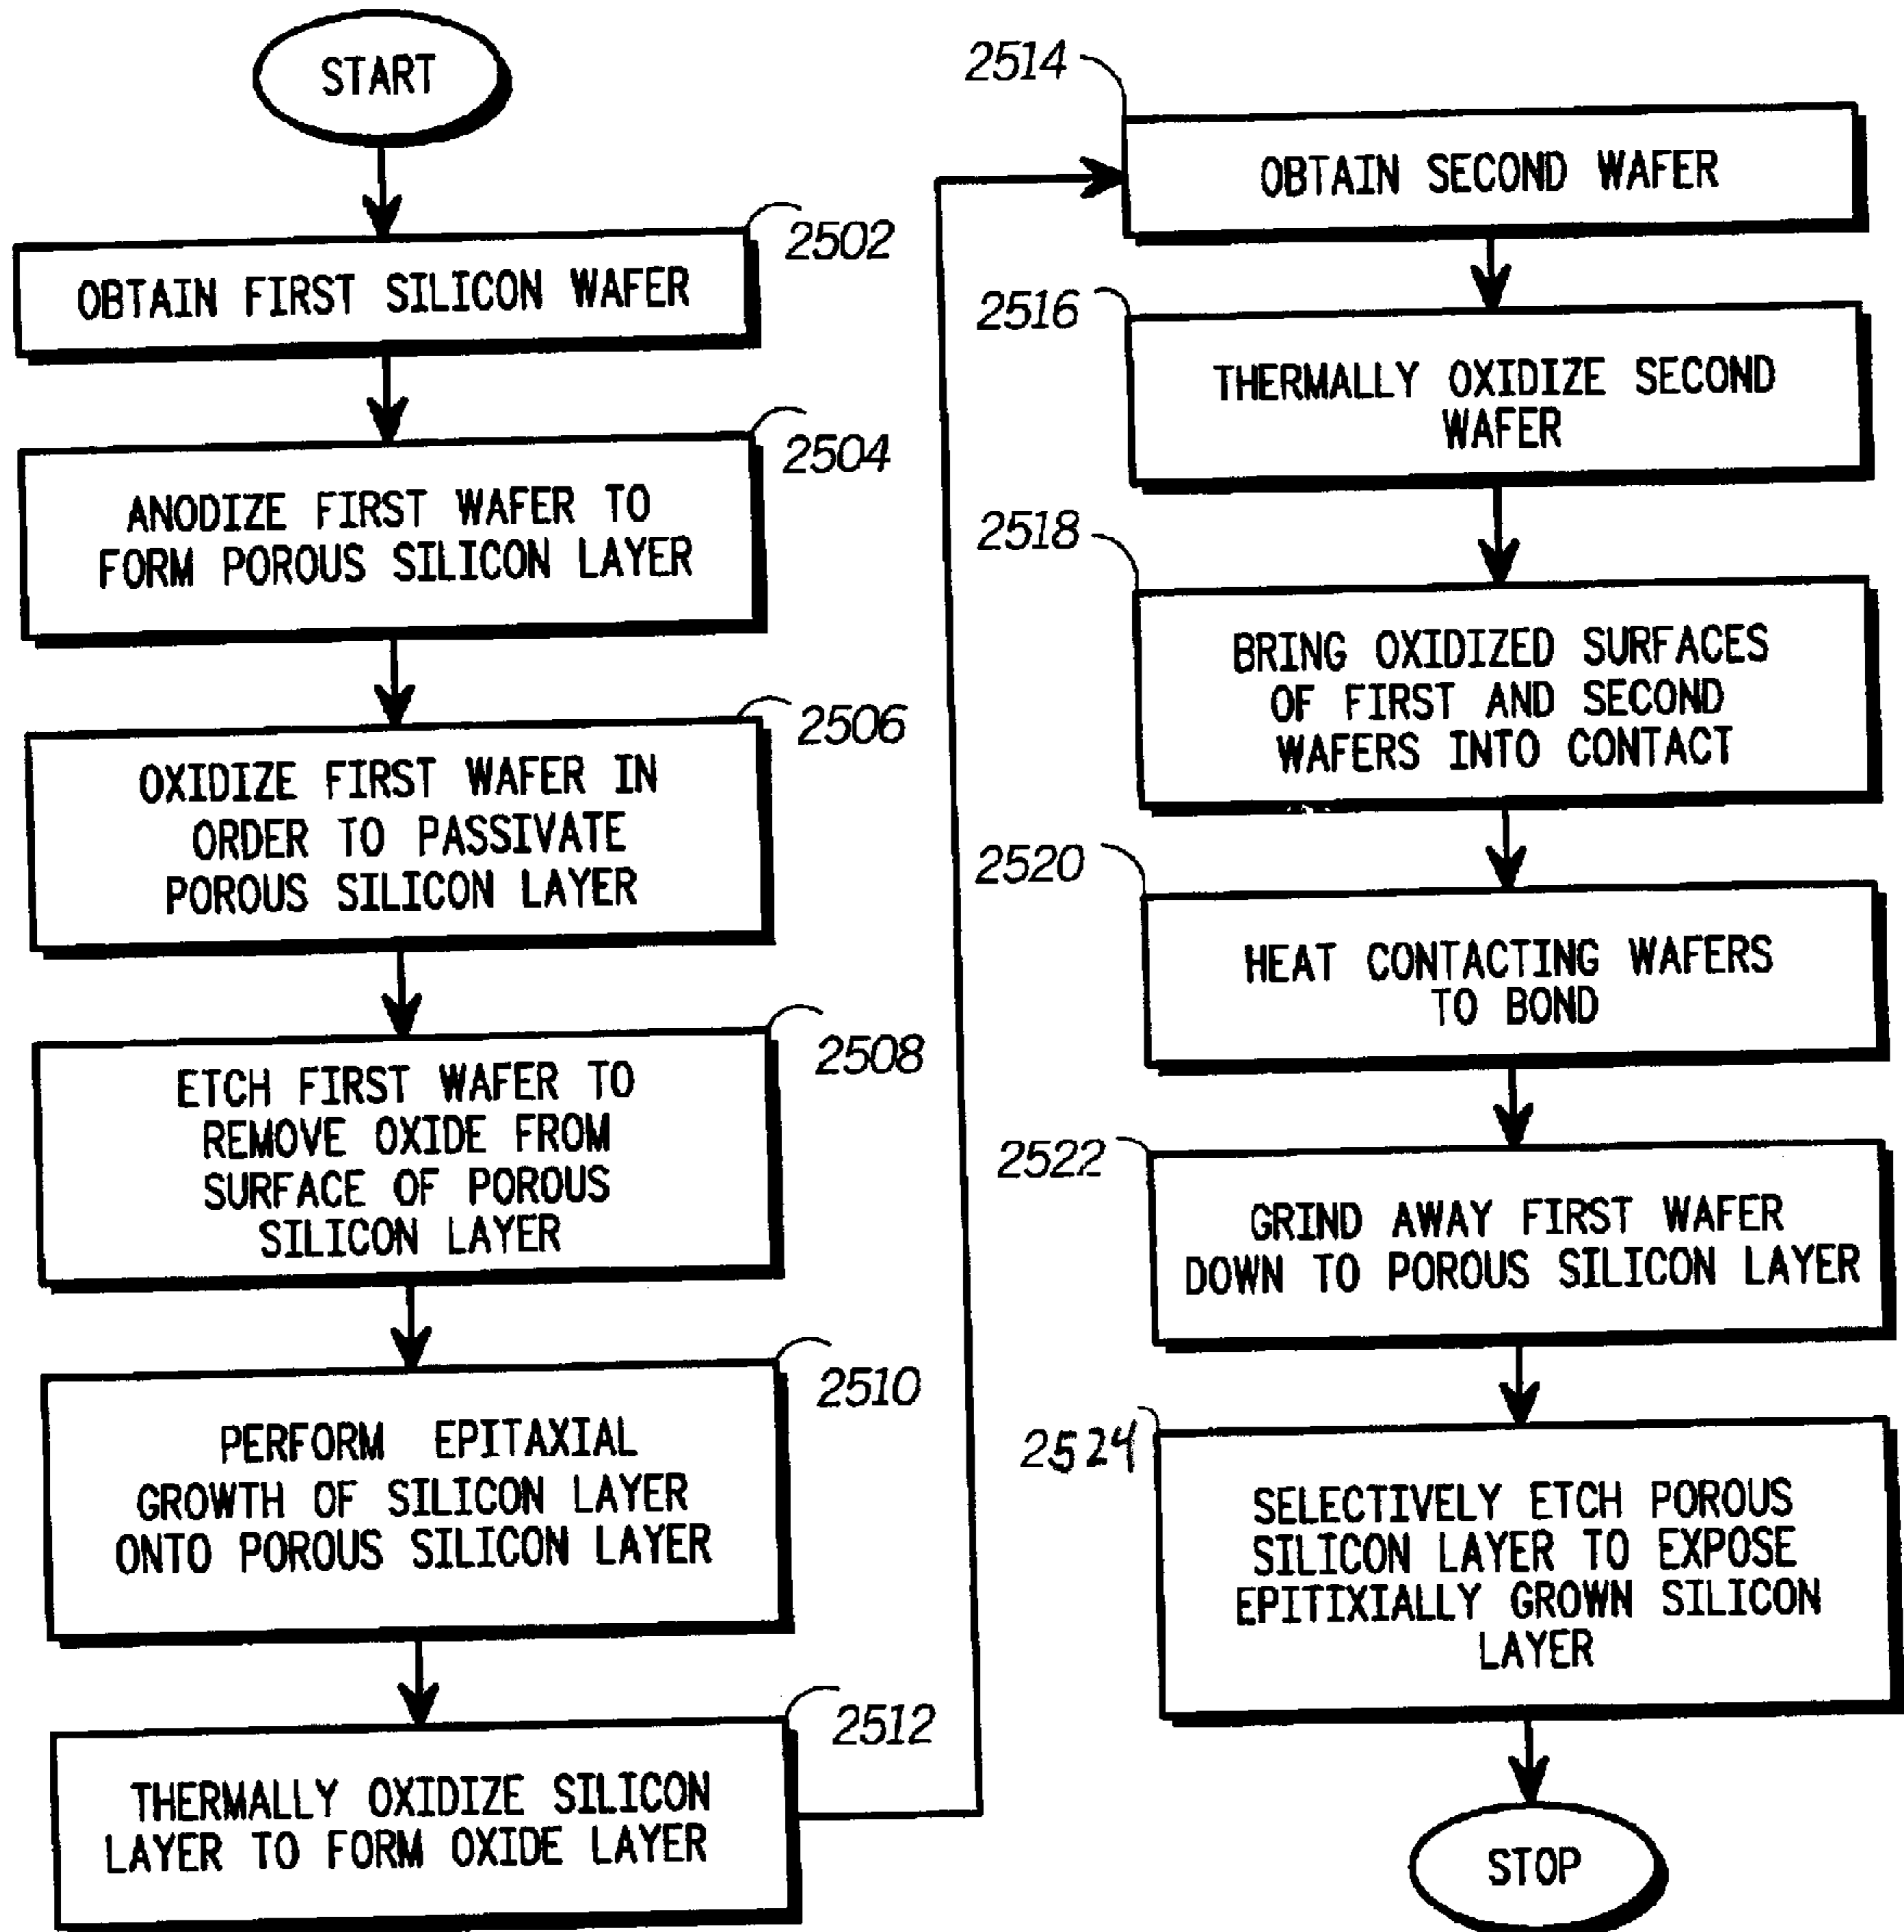 START
2502
OBTAIN FIRST SILICON WAFER
2504
ANODIZE FIRST WAFER TO
FORM POROUS SILICON LAYER
2506
OXIDIZE FIRST WAFER IN
ORDER TO PASSIVATE
POROUS SILICON LAYER
2508
ETCH FIRST WAFER TO
REMOVE OXIDE FROM
SURFACE OF POROUS
SILICON LAYER
2510
PERFORM EPITAXIAL
GROWTH OF SILICON LAYER
ONTO POROUS SILICON LAYER
2512
THERMALLY OXIDIZE SILICON
LAYER TO FORM OXIDE LAYER
2514
OBTAIN SECOND WAFER
2516
THERMALLY OXIDIZE SECOND
WAFER
2518
BRING OXIDIZED SURFACES
OF FIRST AND SECOND
WAFERS INTO CONTACT
2520
HEAT CONTACTING WAFERS
TO BOND
2522
GRIND AWAY FIRST WAFER
DOWN TO POROUS SILICON LAYER
2524
SELECTIVELY ETCH POROUS
SILICON LAYER TO EXPOSE
EPITIXIALLY GROWN SILICON
LAYER
STOP